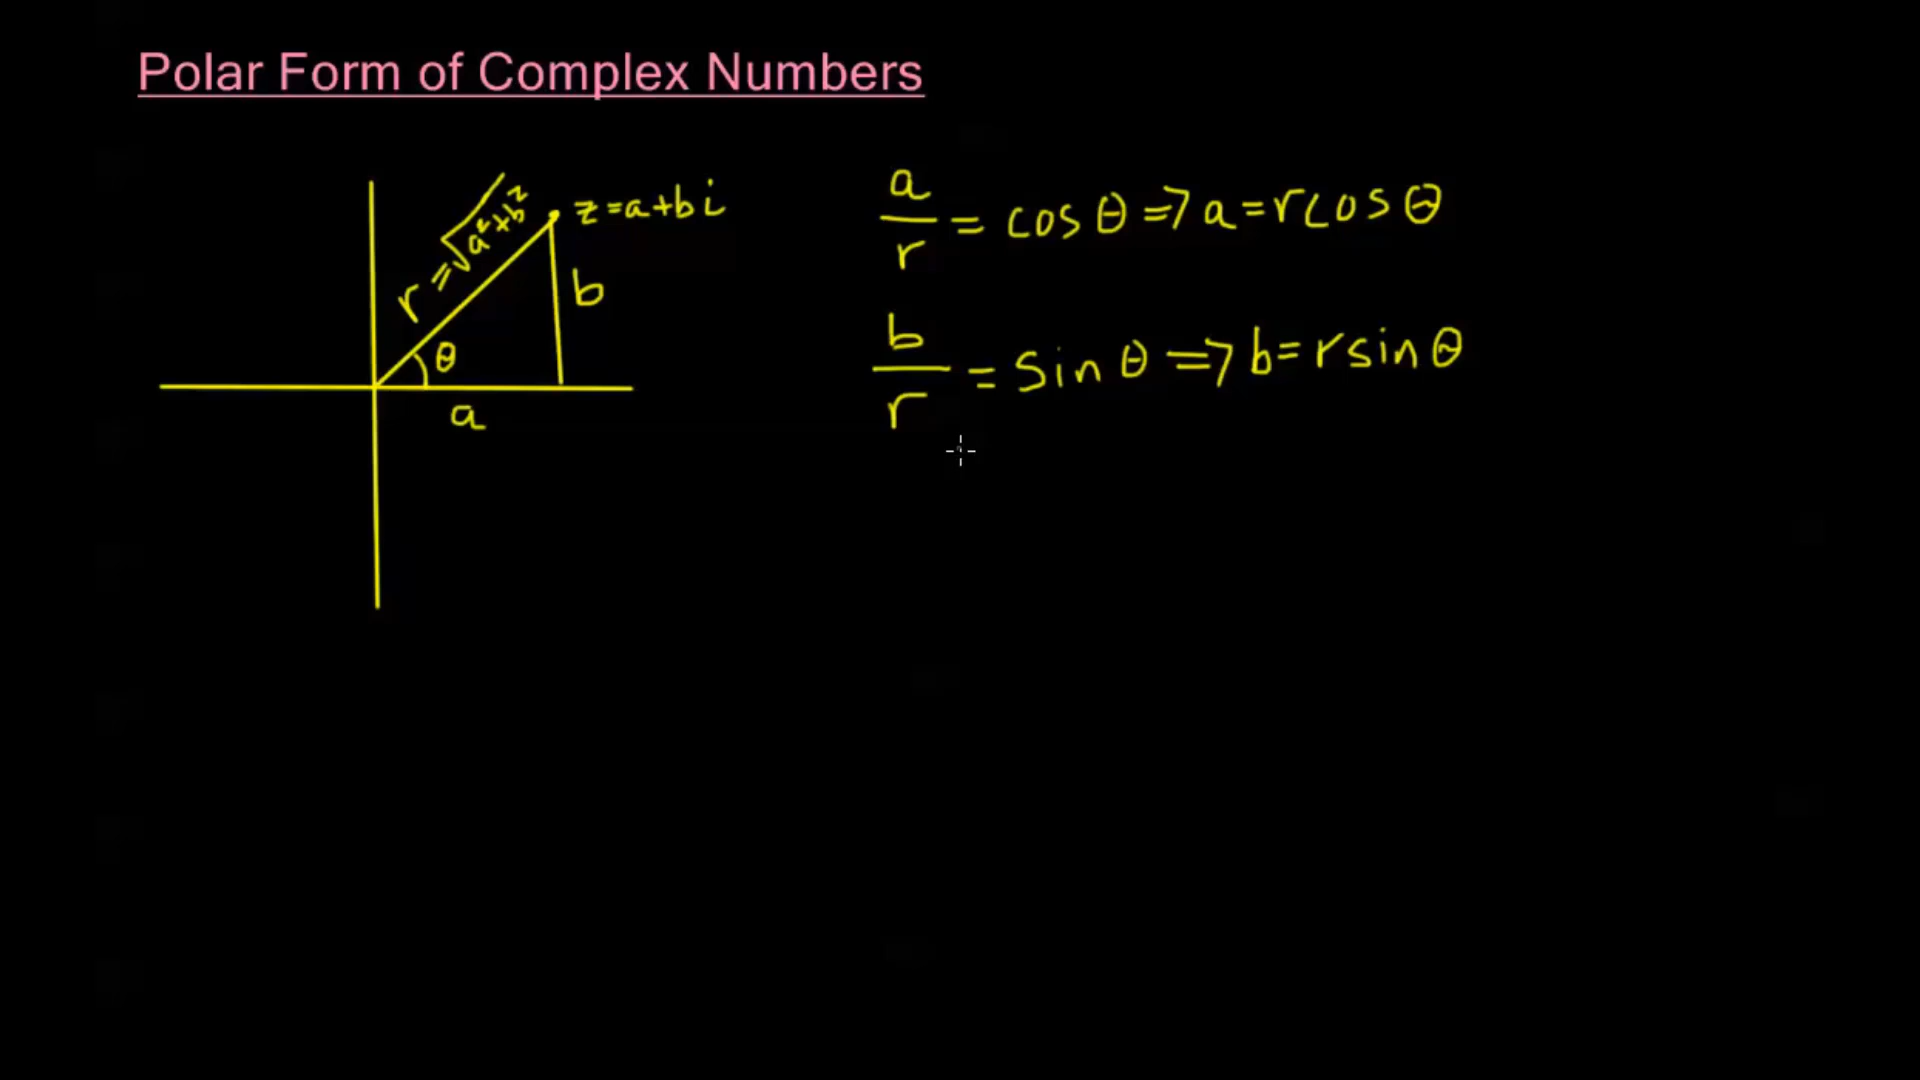 Polar Form of Complex Numbers
r = √a²+b²
z = a+bi
b
θ
a
a/r = cos θ ⇒ a = r cos θ
b/r = sin θ ⇒ b = r sin θ